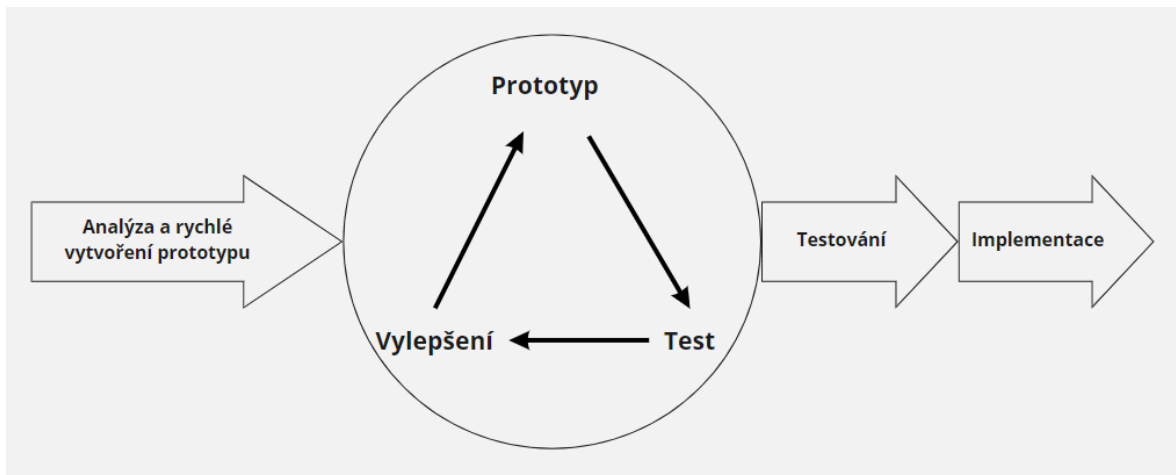 Prototyp
Analýza a rychlé
vytvoření prototypu
Testování
Implementace
Vylepšení
Test